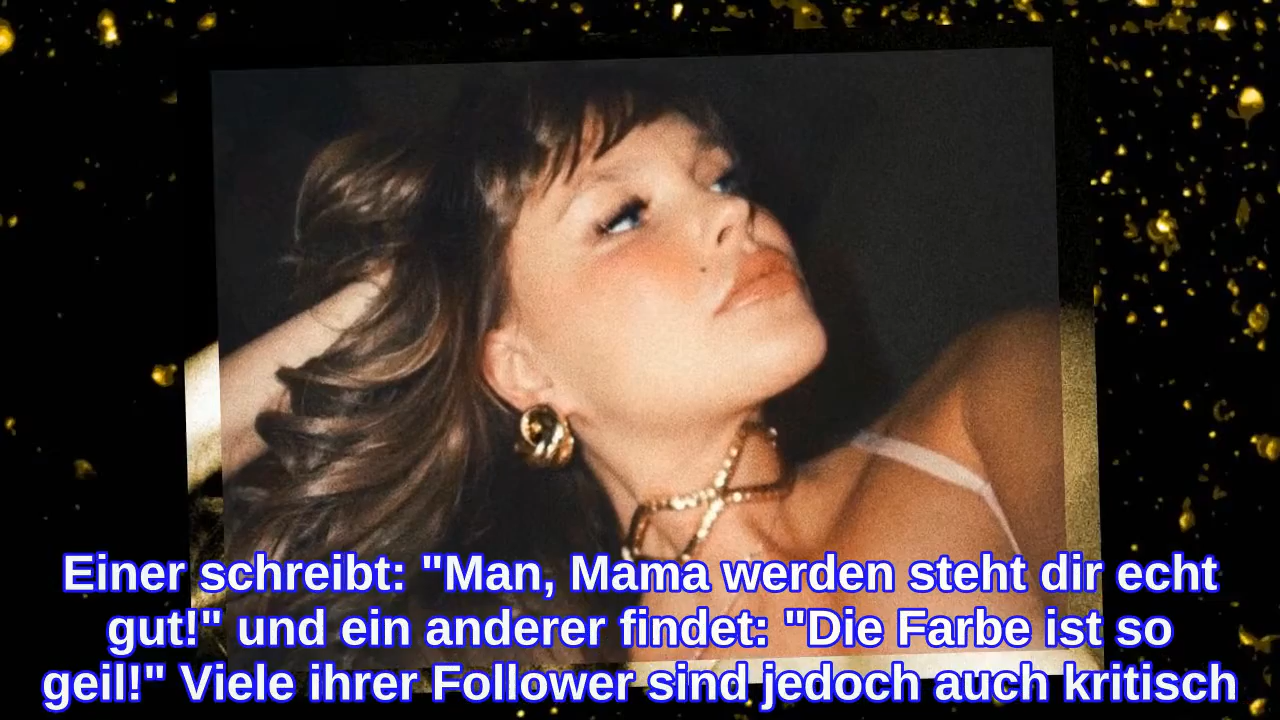 Einer schreibt: "Man, Mama werden steht dir echt
gut!" und ein anderer findet: "Die Farbe ist so
geil!" Viele ihrer Follower sind jedoch auch kritisch